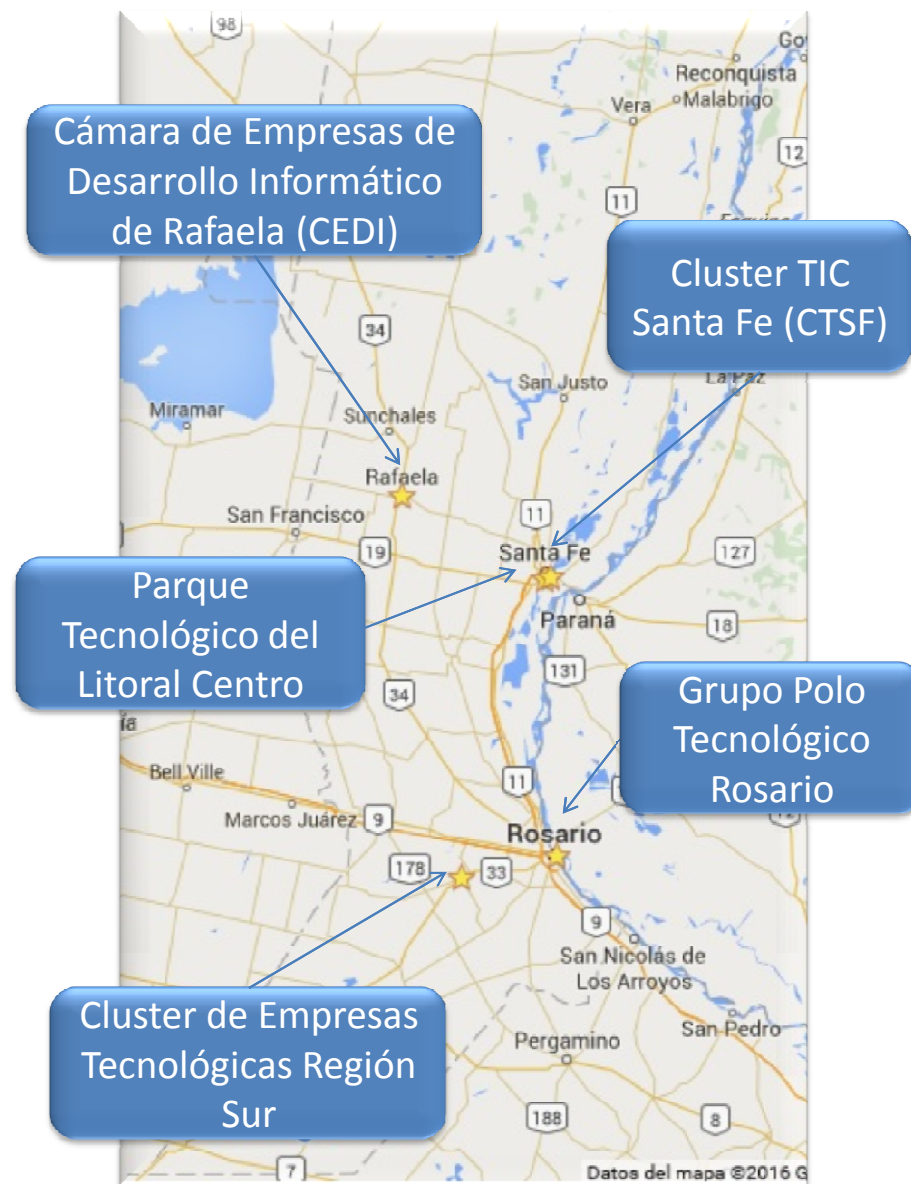 98
Go
Reconquista
Malabrigo
Vera
12
Cámara de Empresas de
Desarrollo Informático
de Rafaela (CEDI)
11
Cluster TIC
Santa Fe (CTSF)
34
San Justo
La Paz
Miramar
Sunchales
Rafaela
San Francisco
11
19
Santa Fe
127
Parque
Tecnológico del
Litoral Centro
Paraná
18
131
34
Grupo Polo
Tecnológico
Rosario
ía
Bell Ville
11
Marcos Juárez
9
12
Rosario
178
33
9
San Nicolás de
Los Arroyos
Cluster de Empresas
Tecnológicas Región
Sur
San Pedro
Pergamino
188
8
7
Datos del mapa ©2016 G